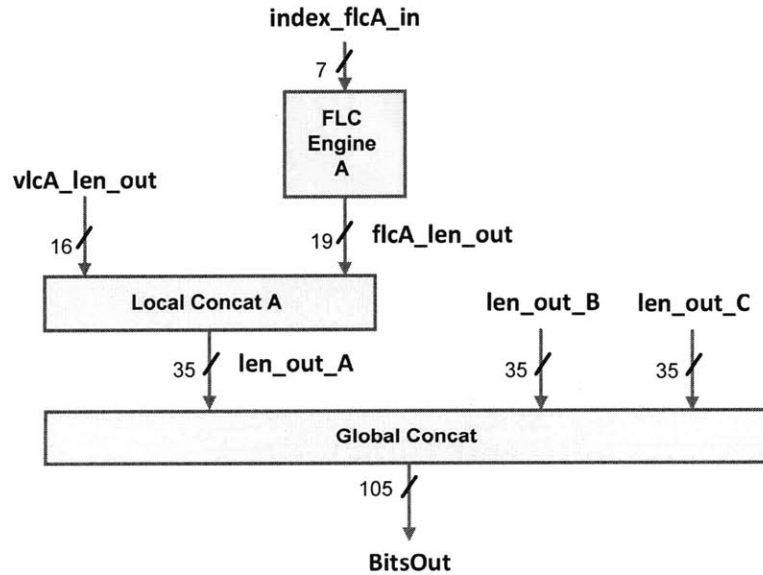 index_flcA_in
7
FLC
Engine
A
vlcA_len_out
16
19
flcA_len_out
Local Concat A
len_out_B
len_out_C
35
len_out_A
35
35
Global Concat
105
BitsOut